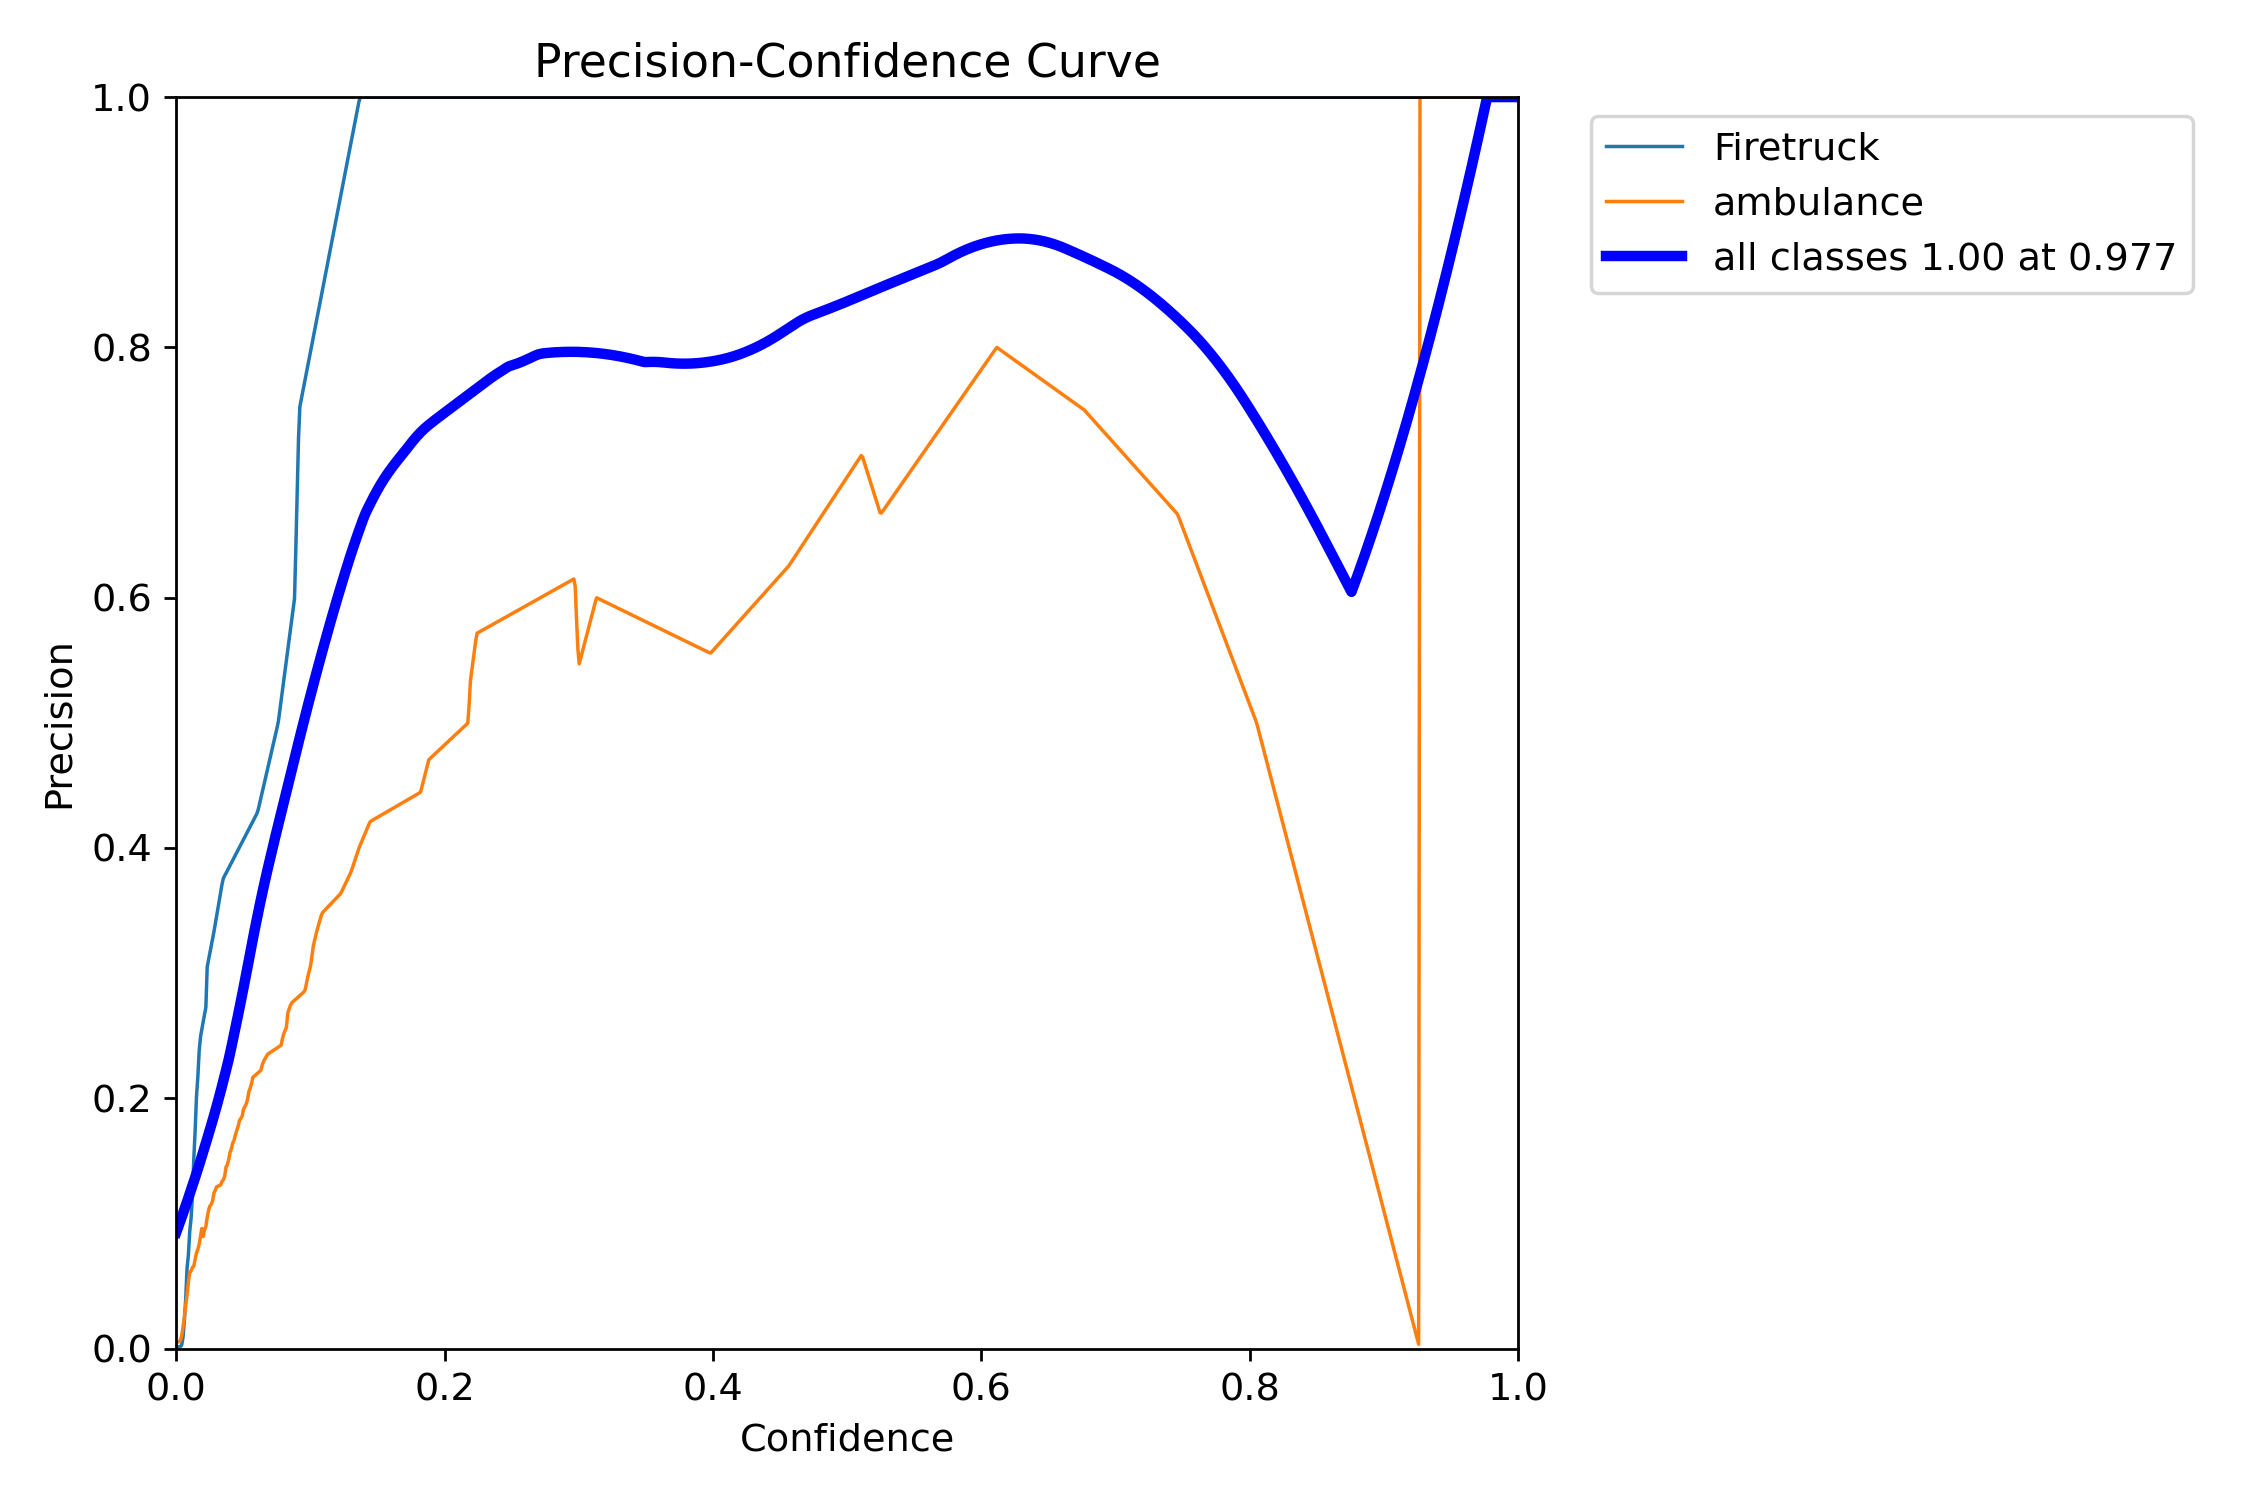 Precision-Confidence Curve
1.0
0.8
0.6
0.4
0.2
0.0
Precision
0.0 0.2 0.4 0.6 0.8 1.0
Confidence
Firetruck
ambulance
all classes 1.00 at 0.977